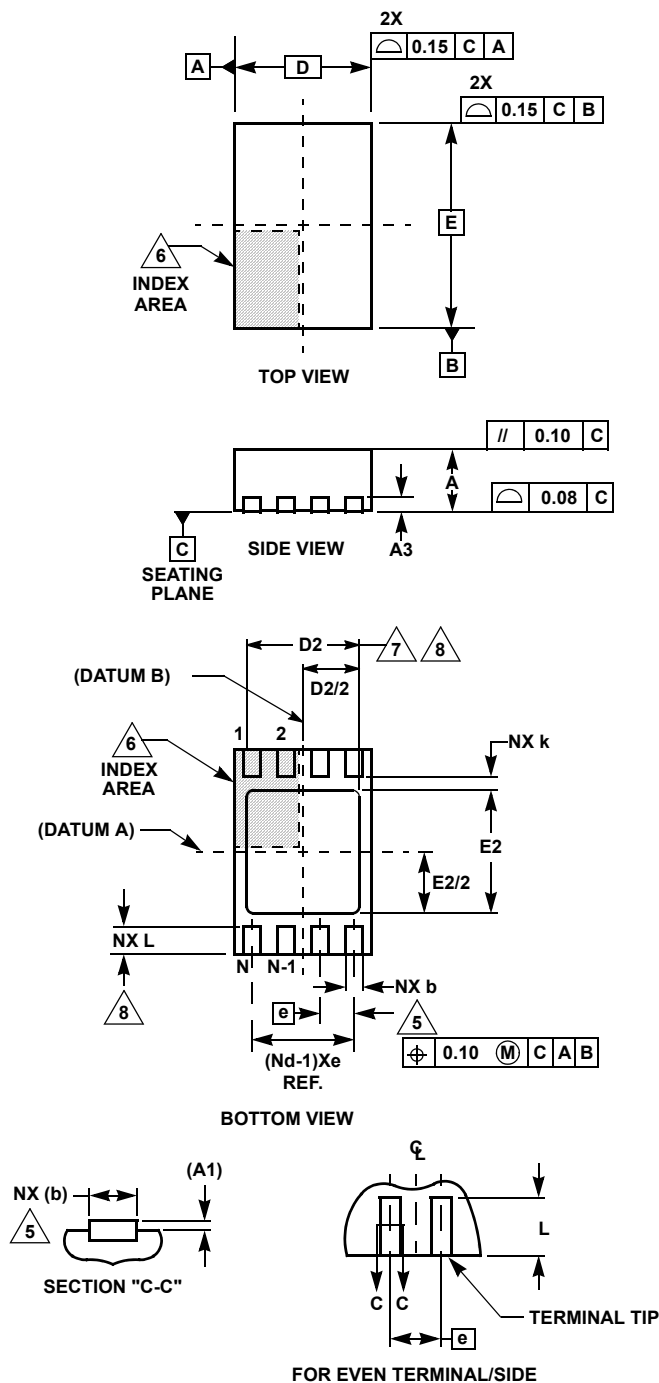 2X
⌓ 0.15 C A
A
D
2X
⌓ 0.15 C B
E
6
INDEX
AREA
B
TOP VIEW
// 0.10 C
A
⌓ 0.08 C
C
SIDE VIEW
A3
SEATING
PLANE
D2
7 8
(DATUM B)
D2/2
1 2
6
NX k
INDEX
AREA
(DATUM A)
E2
E2/2
NX L
N N-1
NX b
8
e
5
⌖ 0.10 Ⓜ C A B
(Nd-1)Xe
REF.
BOTTOM VIEW
(A1)
NX (b)
5
SECTION "C-C"
℄
L
C C
TERMINAL TIP
e
FOR EVEN TERMINAL/SIDE